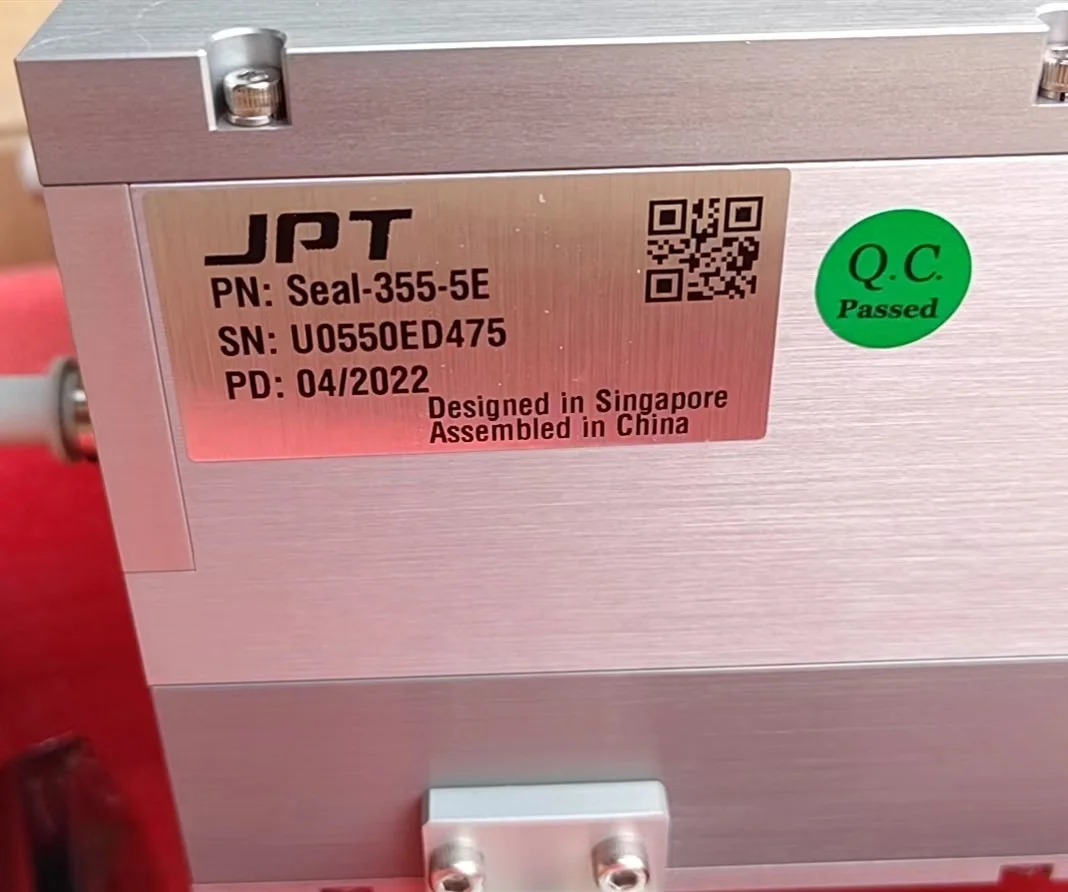 JPT
PN: Seal-355-5E
SN: U0550ED475
PD: 04/2022
Designed in Singapore
Assembled in China
Q.C.
Passed